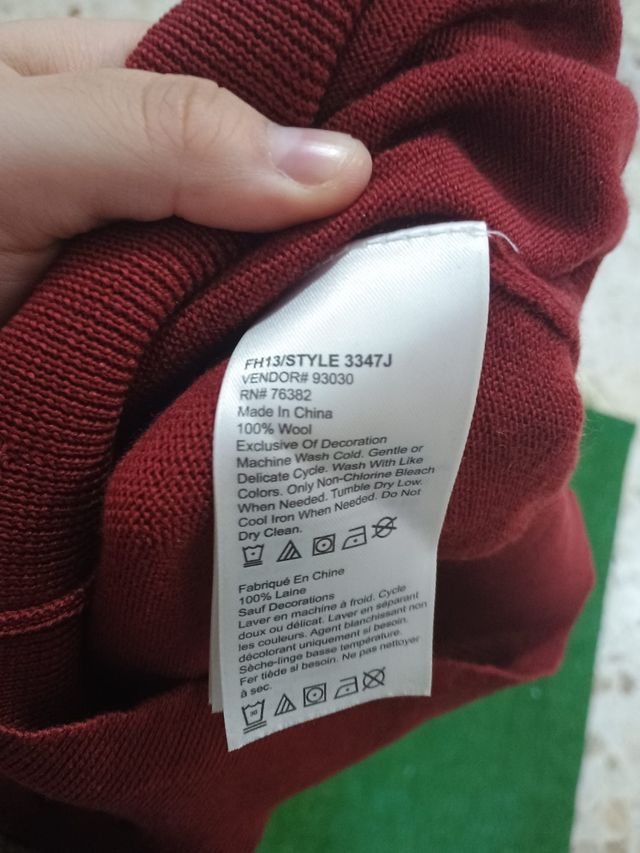 FH13/STYLE 3347J
VENDOR# 93030
RN# 76382
Made In China
100% Wool
Exclusive Of Decoration
Machine Wash Cold. Gentle or
Delicate Cycle. Wash With Like
Colors. Only Non-Chlorine Bleach
When Needed. Tumble Dry Low.
Cool Iron When Needed. Do Not
Dry Clean.
Fabriqué En Chine
100% Laine
Sauf Decorations
Laver en machine à froid. Cycle
doux ou délicat. Laver en séparant
les couleurs. Agent blanchissant non
décolorant uniquement si besoin.
Sèche-linge basse température.
Fer tiède si besoin. Ne pas nettoyer
à sec.